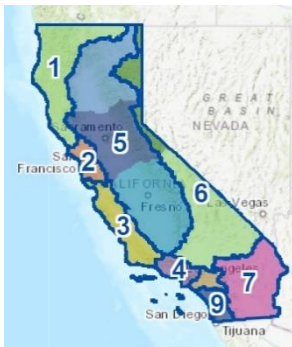 1
GREAT
BASIN
NEVADA
Sacramento
5
San
Francisco
2
CALIFORNIA
Fresno
6
Las Vegas
3
4
Angeles
7
9
San Diego
Tijuana